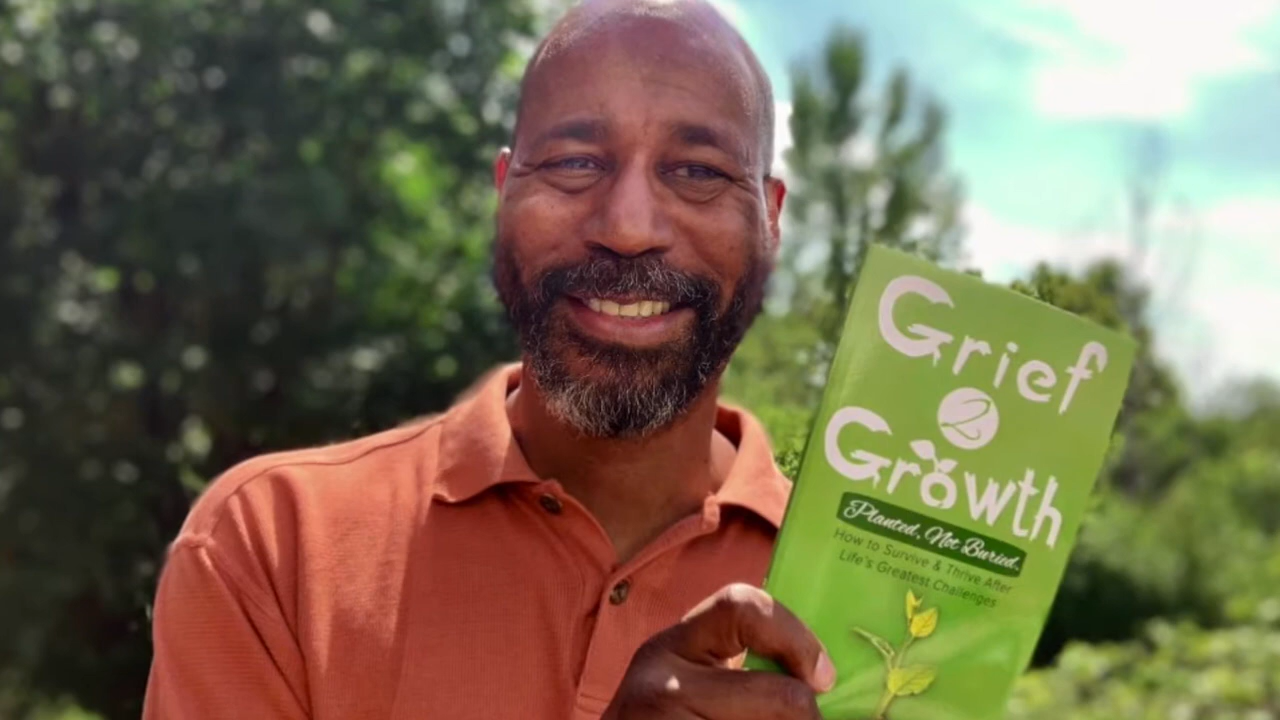 Grief
2
Growth
Planted, Not Buried.
How to Survive & Thrive After
Life's Greatest Challenges